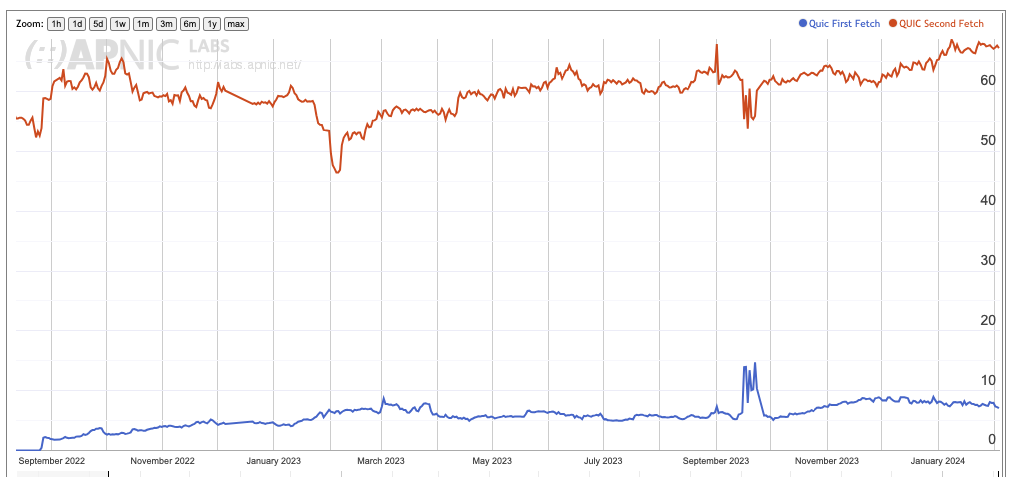 Zoom: 1h 1d 5d 1w 1m 3m 6m 1y max
Quic First Fetch QUIC Second Fetch
(::) APNIC LABS
http://labs.apnic.net/
60
50
40
30
20
10
0
September 2022 November 2022 January 2023 March 2023 May 2023 July 2023 September 2023 November 2023 January 2024